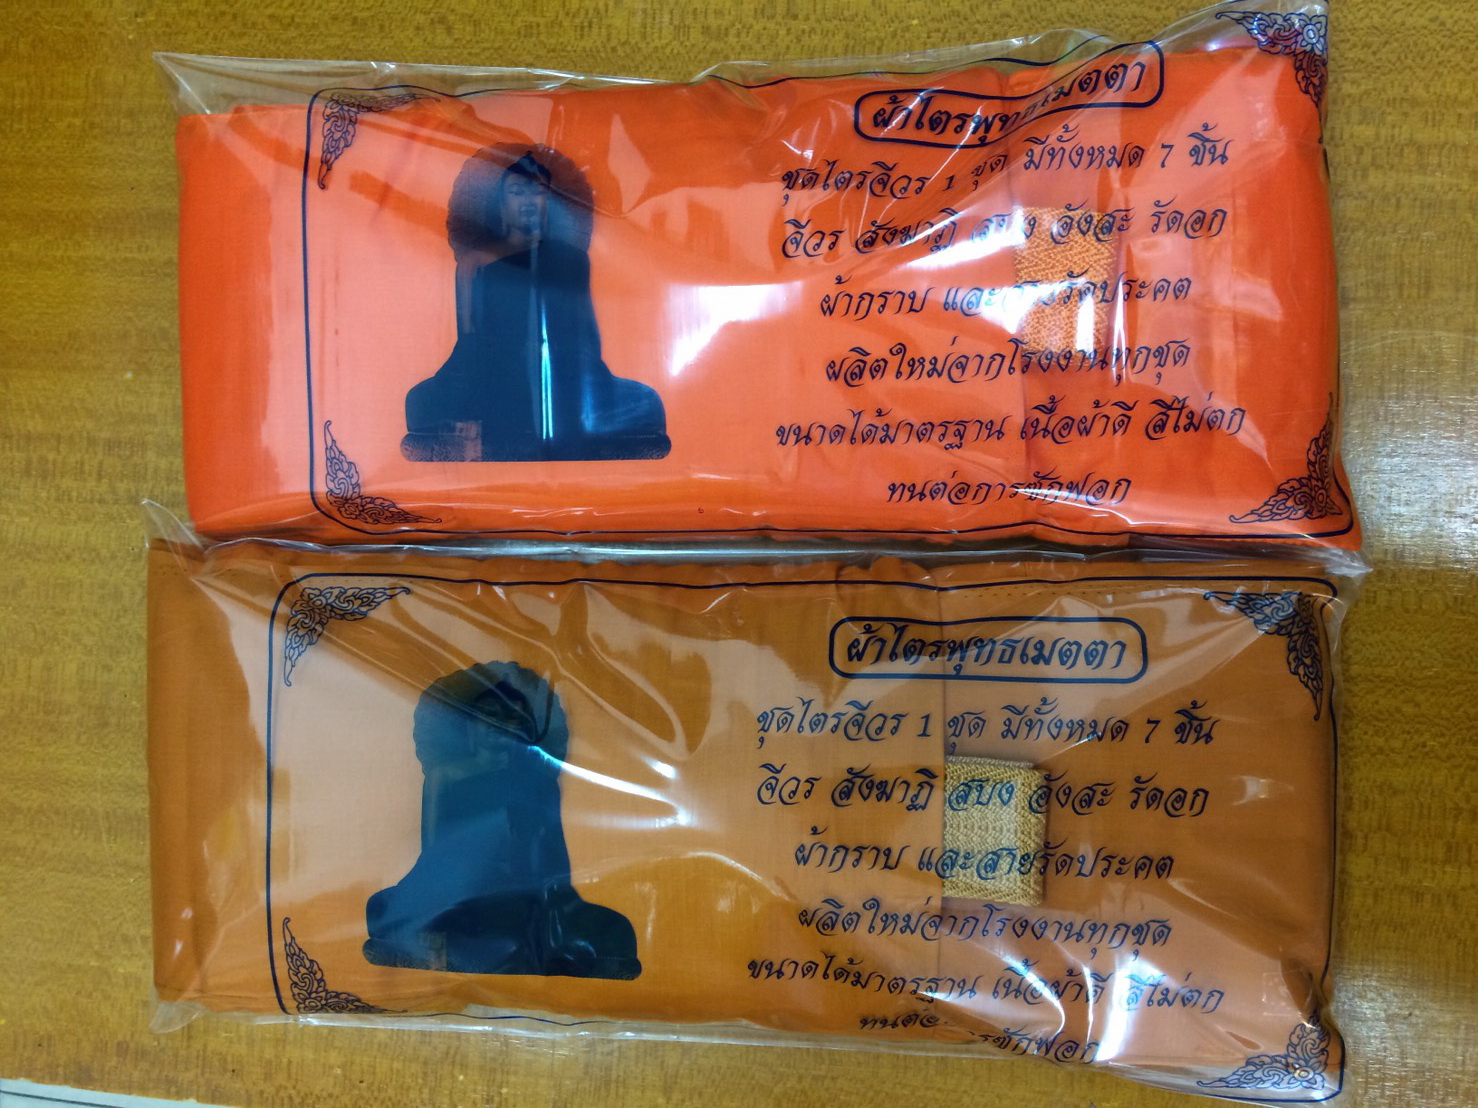 ผ้าไตรพุทธเมตตา
ชุดไตรจีวร 1 ชุด มีทั้งหมด 7 ชิ้น
จีวร สังฆาฏิ สบง อังสะ รัดอก
ผ้ากราบ และสายรัดประคต
ผลิตใหม่จากโรงงานทุกชุด
ขนาดได้มาตรฐาน เนื้อผ้าดี สีไม่ตก
ทนต่อการซักฟอก
ผ้าไตรพุทธเมตตา
ชุดไตรจีวร 1 ชุด มีทั้งหมด 7 ชิ้น
จีวร สังฆาฏิ สบง อังสะ รัดอก
ผ้ากราบ และสายรัดประคต
ผลิตใหม่จากโรงงานทุกชุด
ขนาดได้มาตรฐาน เนื้อผ้าดี สีไม่ตก
ทนต่อการซักฟอก